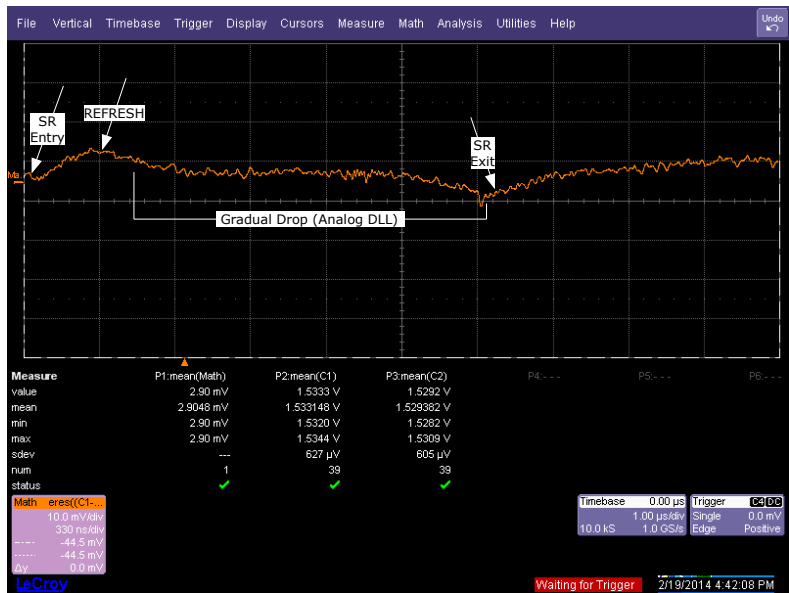 File Vertical Timebase Trigger Display Cursors Measure Math Analysis Utilities Help Undo
REFRESH
SR
Entry
SR
Exit
Ma..
Gradual Drop (Analog DLL)
Measure P1:mean(Math) P2:mean(C1) P3:mean(C2) P4:- - - P5:- - - P6:- - -
value 2.90 mV 1.5333 V 1.5292 V
mean 2.9048 mV 1.533148 V 1.529382 V
min 2.90 mV 1.5320 V 1.5282 V
max 2.90 mV 1.5344 V 1.5309 V
sdev --- 627 µV 605 µV
num 1 39 39
status
Math eres((C1-...
10.0 mV/div
330 ns/div
-44.5 mV
-44.5 mV
Δy 0.0 mV
Timebase 0.00 µs
1.00 µs/div
10.0 kS 1.0 GS/s
Trigger C4 DC
Single 0.0 mV
Edge Positive
LeCroy
Waiting for Trigger
2/19/2014 4:42:08 PM